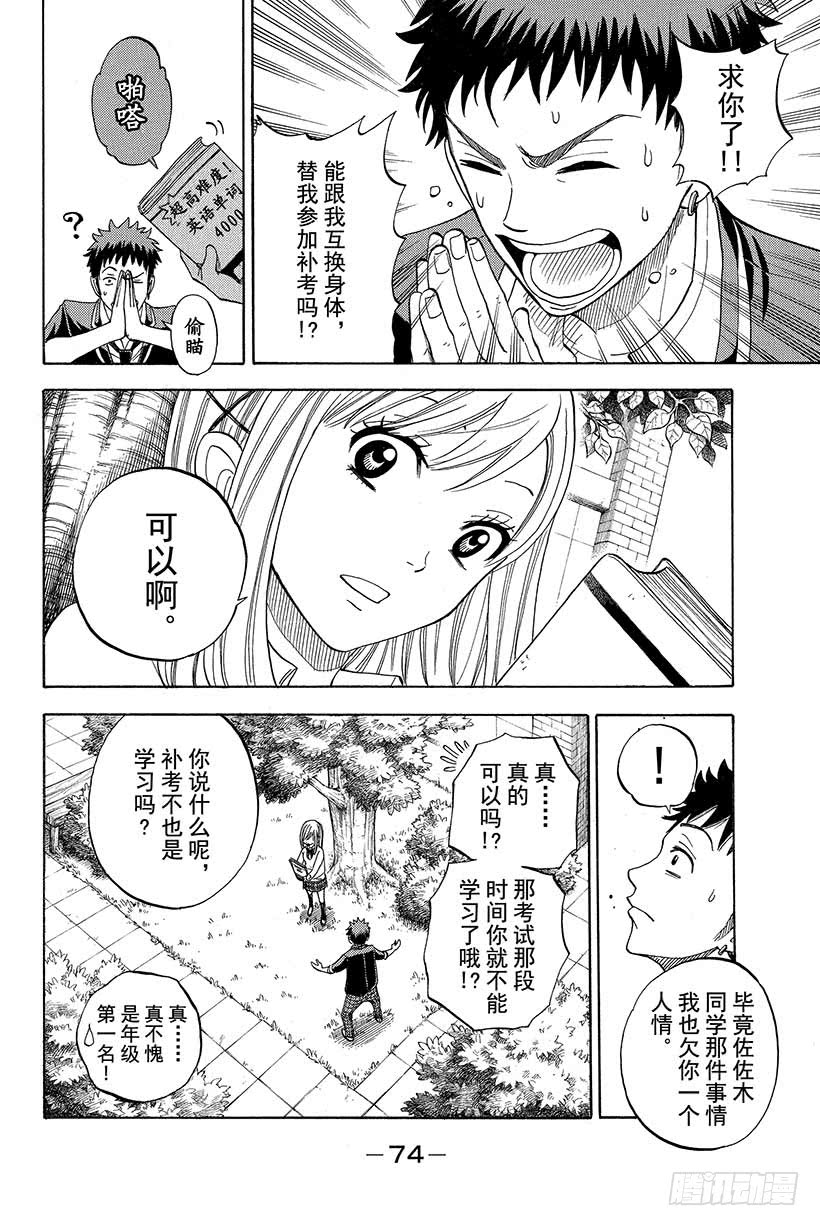 求你了!!
能跟我互换身体，
替我参加补考吗!?
啪嗒
超高难度!
英语单词
4000
?
偷瞄
可以啊。
!
毕竟佐佐木
同学那件事情
我也欠你一个
人情。
真……
真的
可以吗!?
那考试那段
时间你就不能
学习了哦!?
你说什么呢，
补考不也是
学习吗?
真……
真不愧
是年级
第一名!
－74－
腾讯动漫